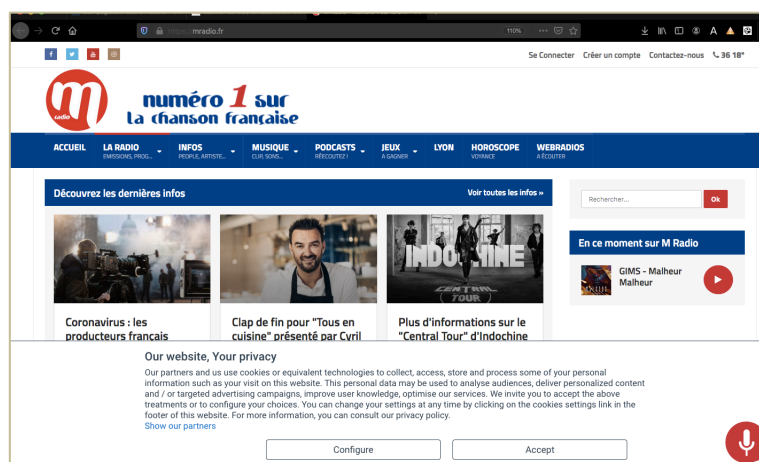 mradio.fr
110%
Se Connecter Créer un compte Contactez-nous 36 18*
m
radio
numéro 1 sur
la chanson française
ACCUEIL LA RADIO INFOS MUSIQUE PODCASTS JEUX LYON HOROSCOPE WEBRADIOS
EMISSIONS, PROG... PEOPLE, ARTISTE... CLIP, SONS... RÉÉCOUTEZ ! A GAGNER VOYANCE A ÉCOUTER
Découvrez les dernières infos Voir toutes les infos »
Rechercher... Ok
En ce moment sur M Radio
GIMS - Malheur
Malheur
INDOCHINE
CENTRAL
TOUR
Coronavirus : les
producteurs français
Clap de fin pour "Tous en
cuisine" présenté par Cyril
Plus d'informations sur le
"Central Tour" d'Indochine
Our website, Your privacy
Our partners and us use cookies or equivalent technologies to collect, access, store and process some of your personal
information such as your visit on this website. This personal data may be used to analyse audiences, deliver personalized content
and / or targeted advertising campaigns, improve user knowledge, optimise our services. We invite you to accept the above
treatments or to configure your choices. You can change your settings at any time by clicking on the cookies settings link in the
footer of this website. For more information, you can consult our privacy policy.
Show our partners
Configure Accept